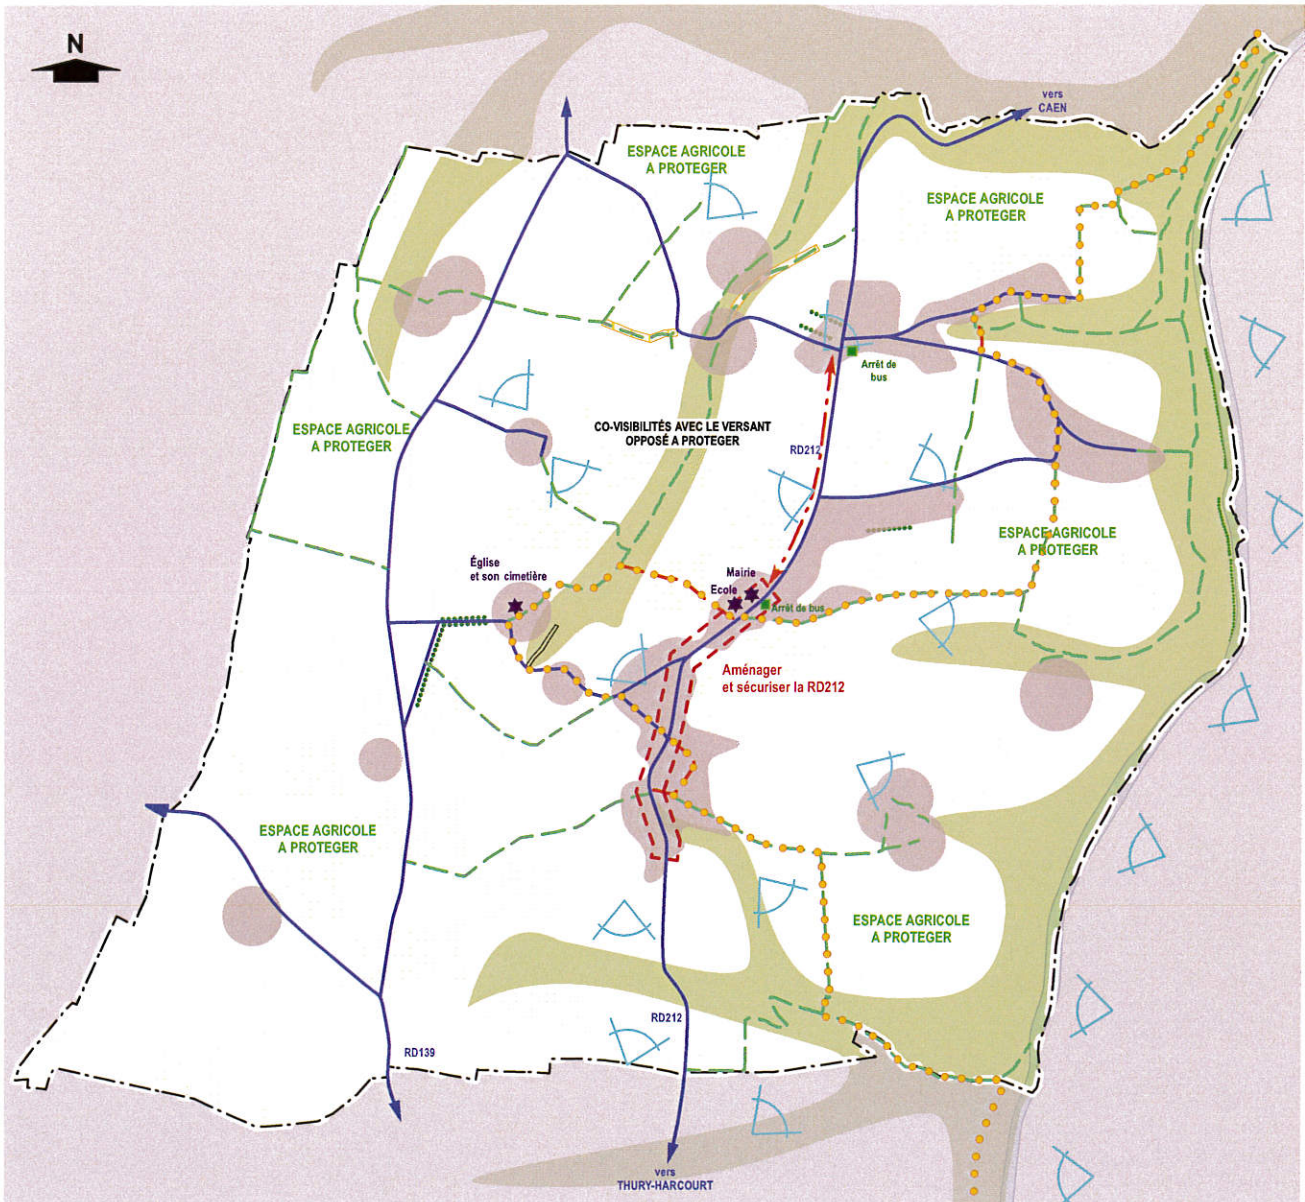 N
vers
CAEN
ESPACE AGRICOLE
A PROTEGER
ESPACE AGRICOLE
A PROTEGER
Arrêt de
bus
ESPACE AGRICOLE
A PROTEGER
CO-VISIBILITÉS AVEC LE VERSANT
OPPOSÉ A PROTEGER
RD212
ESPACE AGRICOLE
A PROTEGER
Église
et son cimetière
Mairie
Ecole
Arrêt de bus
Aménager
et sécuriser la RD212
ESPACE AGRICOLE
A PROTEGER
ESPACE AGRICOLE
A PROTEGER
RD212
RD139
vers
THURY-HARCOURT